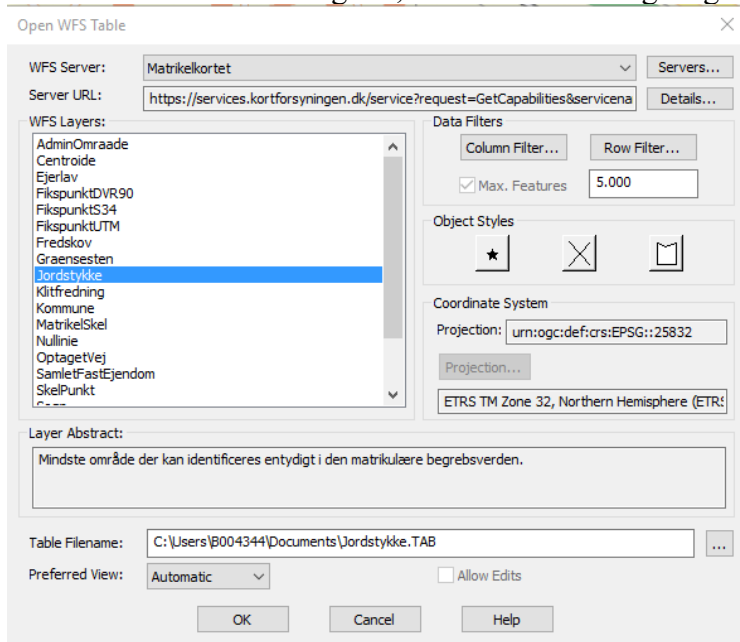 Open WFS Table
WFS Server: Matrikelkortet Servers...
Server URL: https://services.kortforsyningen.dk/service?request=GetCapabilities&servicena Details...
WFS Layers:
AdminOmraade
Centroide
Ejerlav
FikspunktDVR90
FikspunktS34
FikspunktUTM
Fredskov
Graensesten
Jordstykke
Klitfredning
Kommune
MatrikelSkel
Nullinie
OptagetVej
SamletFastEjendom
SkelPunkt
Data Filters
Column Filter... Row Filter...
Max. Features 5.000
Object Styles
Coordinate System
Projection: urn:ogc:def:crs:EPSG::25832
Projection...
ETRS TM Zone 32, Northern Hemisphere (ETRS
Layer Abstract:
Mindste område der kan identificeres entydigt i den matrikulære begrebsverden.
Table Filename: C:\Users\B004344\Documents\Jordstykke.TAB ...
Preferred View: Automatic Allow Edits
OK Cancel Help